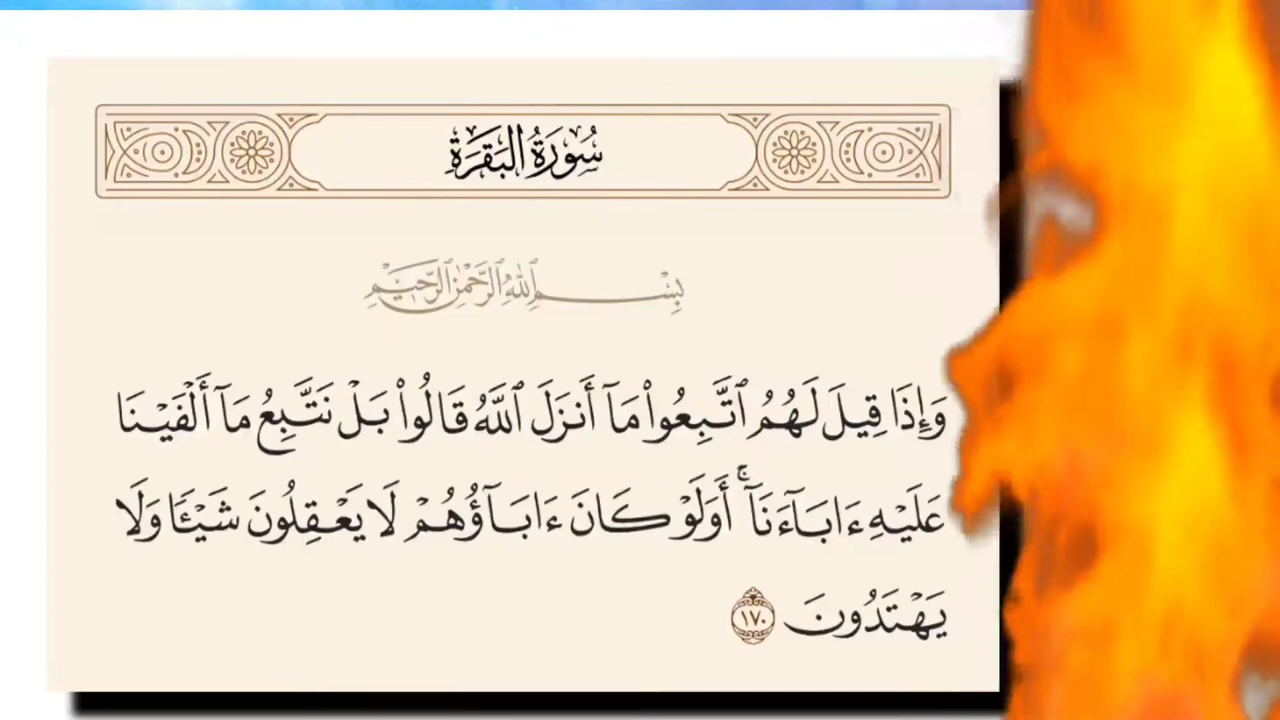 سُورَةُ البَقَرَةِ
بِسْمِ ٱللَّهِ ٱلرَّحْمَٰنِ ٱلرَّحِيمِ
وَإِذَا قِيلَ لَهُمُ ٱتَّبِعُوا۟ مَآ أَنزَلَ ٱللَّهُ قَالُوا۟ بَلْ نَتَّبِعُ مَآ أَلْفَيْنَا
عَلَيْهِ ءَابَآءَنَآ ۚ أَوَلَوْ كَانَ ءَابَآؤُهُمْ لَا يَعْقِلُونَ شَيْـًٔا وَلَا
يَهْتَدُونَ ١٧٠